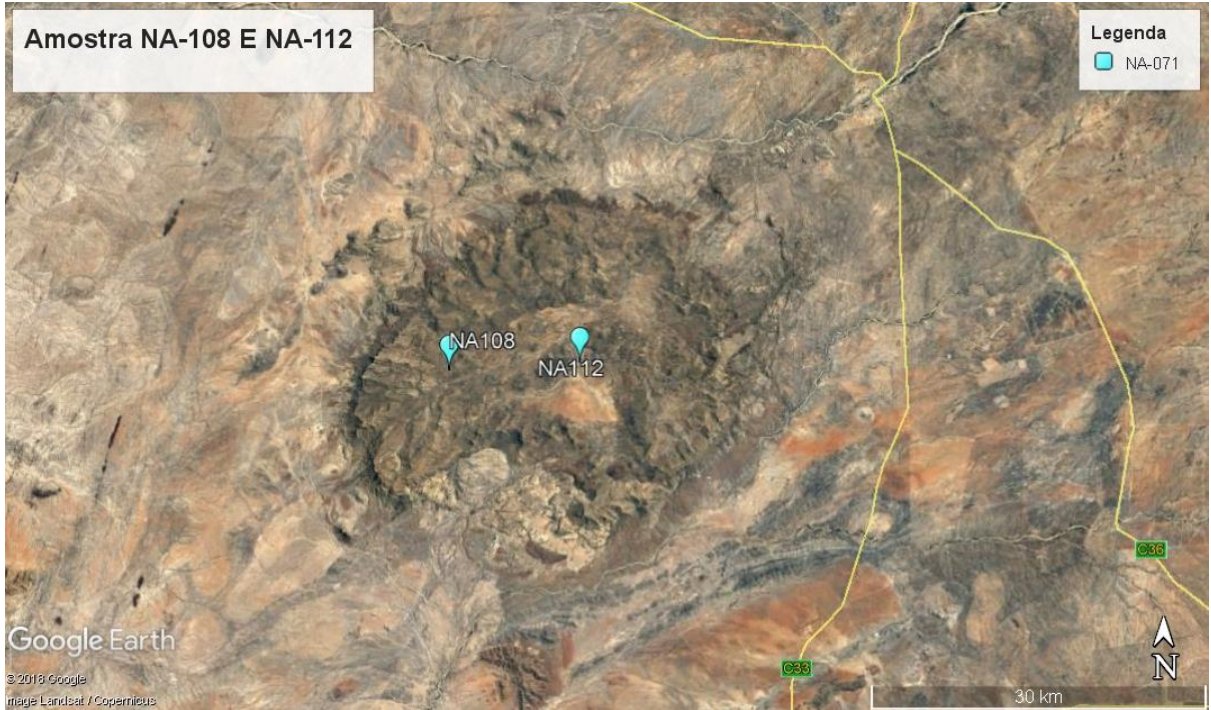 Amostra NA-108 E NA-112
Legenda
NA-071
NA108
NA112
C36
Google Earth
N
C33
©2018 Google
30 km
mage Landsat / Copernicus